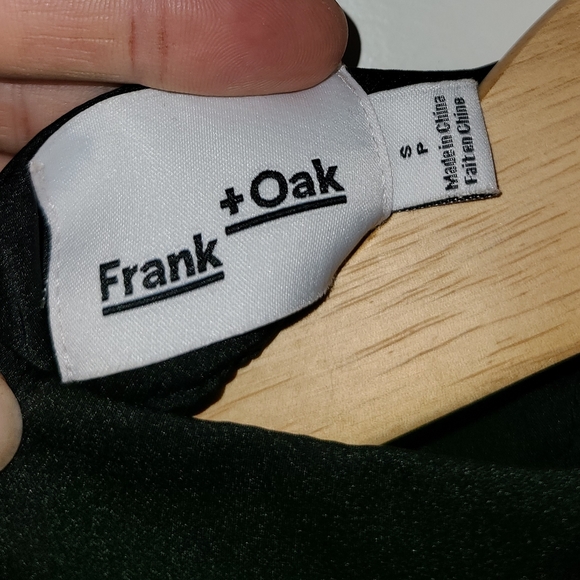 Frank
+ Oak
S
P
Made in China
Fait en Chine